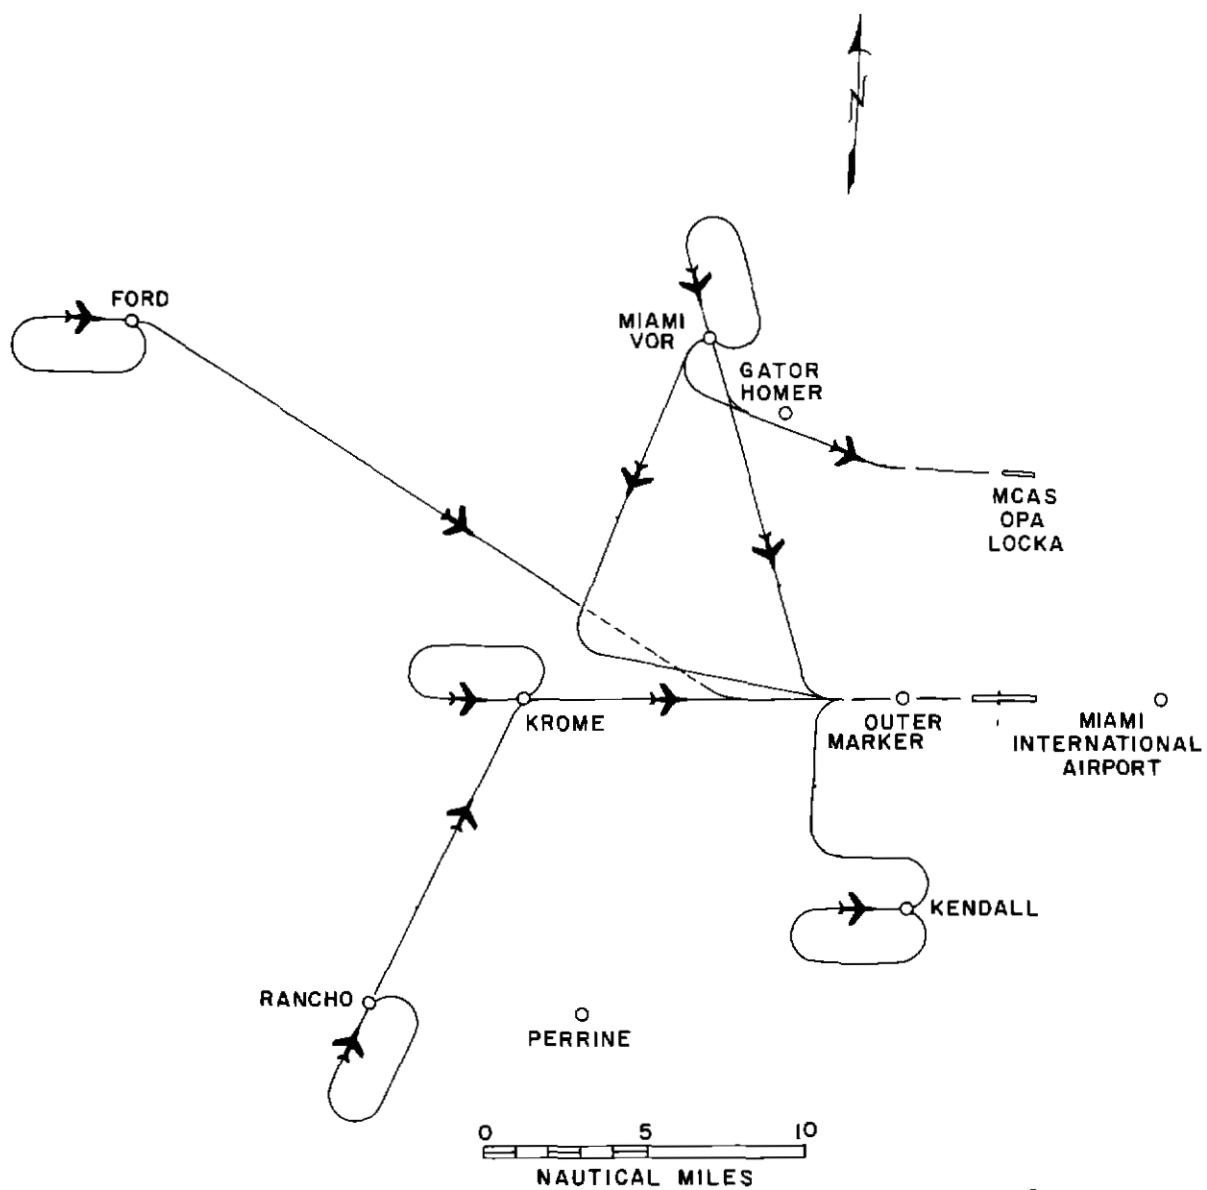 N
FORD
MIAMI
VOR
GATOR
HOMER
MCAS
OPA
LOCKA
KROME
OUTER
MARKER
MIAMI
INTERNATIONAL
AIRPORT
KENDALL
RANCHO
PERRINE
0 5 10
NAUTICAL MILES